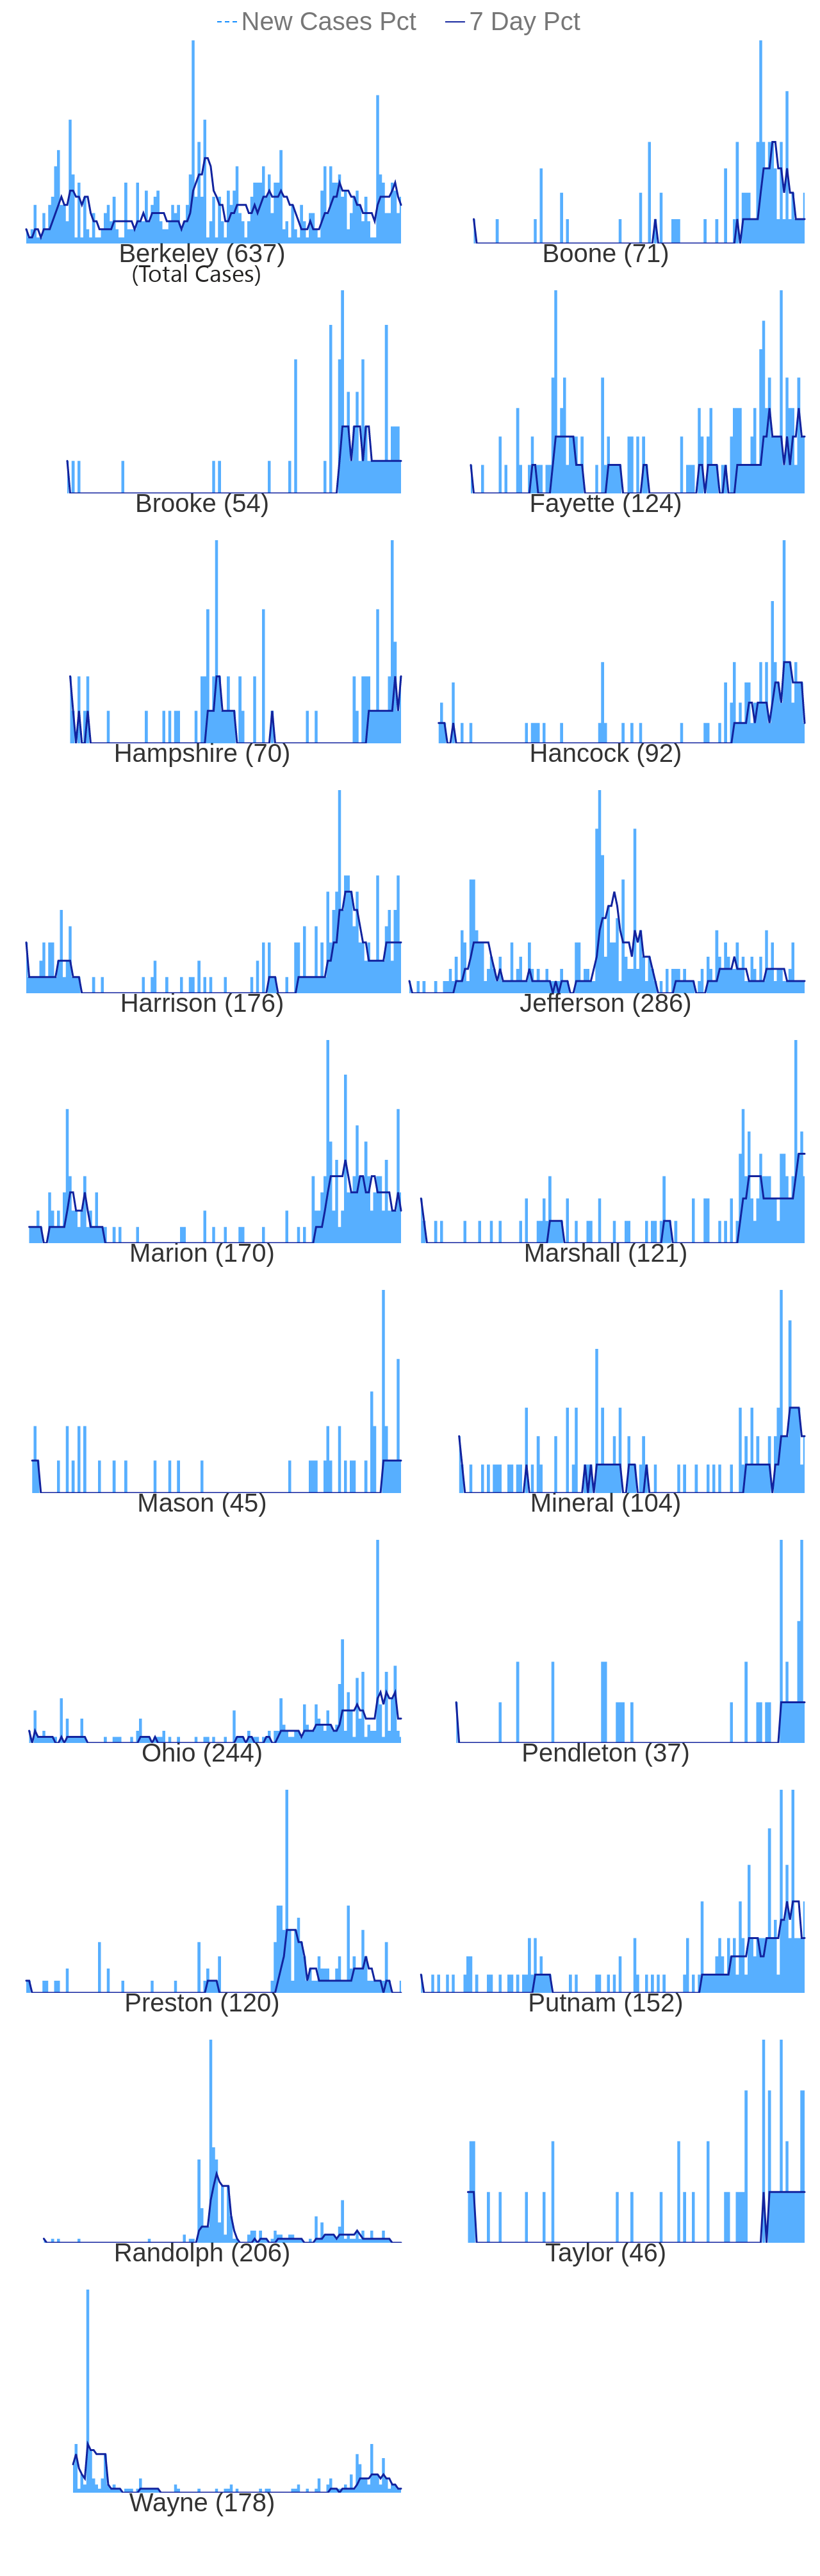 New Cases Pct 7 Day Pct
Berkeley (637) Boone (71)
(Total Cases)
Brooke (54) Fayette (124)
Hampshire (70) Hancock (92)
Harrison (176) Jefferson (286)
Marion (170) Marshall (121)
Mason (45) Mineral (104)
Ohio (244) Pendleton (37)
Preston (120) Putnam (152)
Randolph (206) Taylor (46)
Wayne (178)